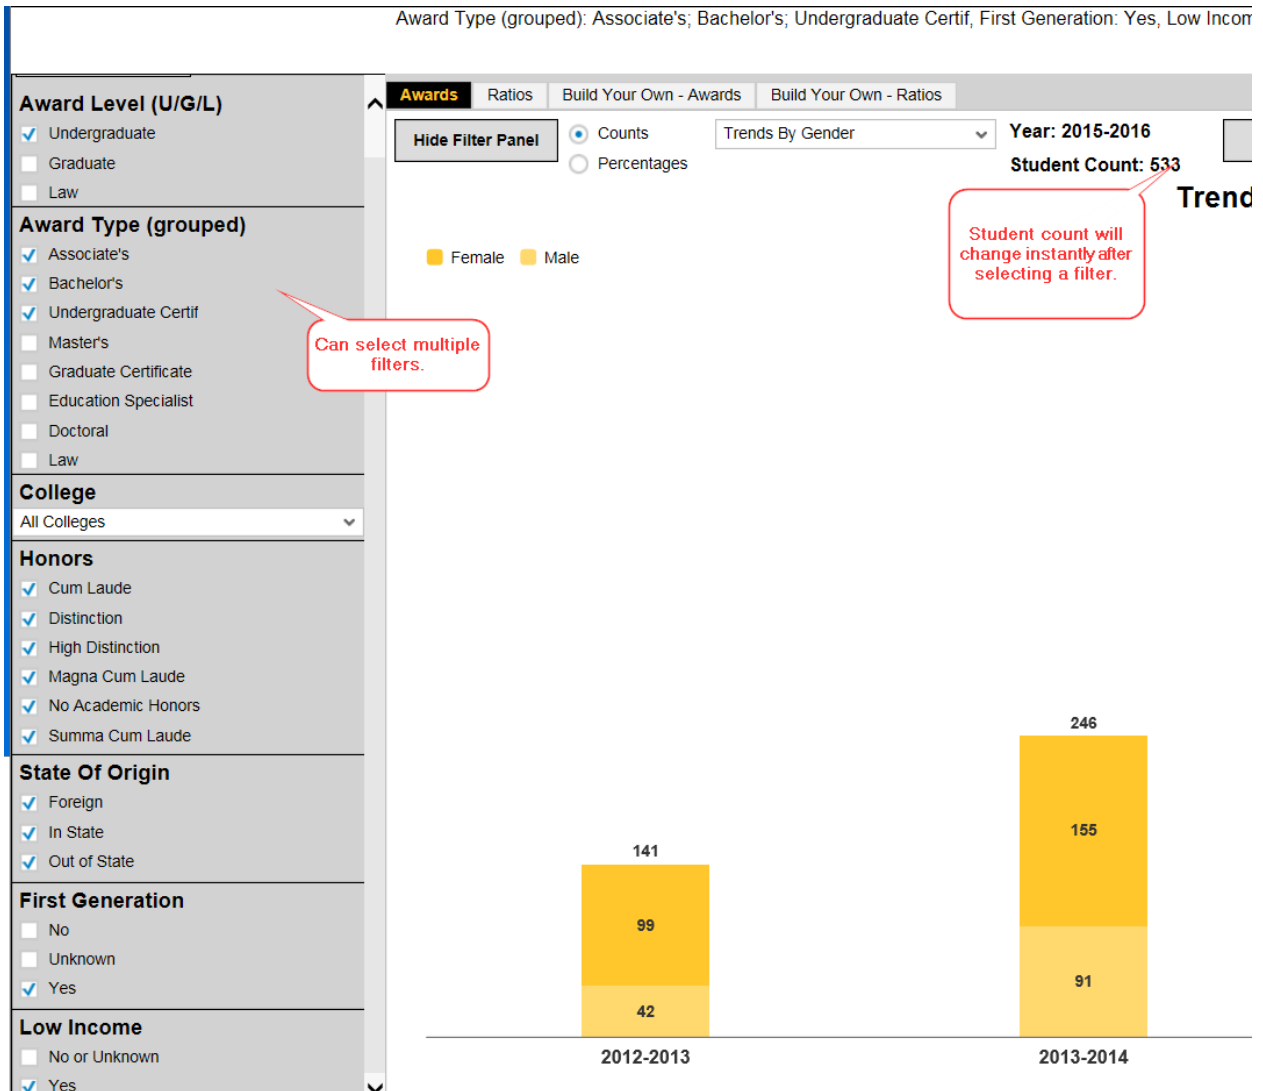 Award Type (grouped): Associate's; Bachelor's; Undergraduate Certif, First Generation: Yes, Low Incom
Award Level (U/G/L)
Undergraduate
Graduate
Law
Award Type (grouped)
Associate's
Bachelor's
Undergraduate Certif
Master's
Graduate Certificate
Education Specialist
Doctoral
Law
College
All Colleges
Honors
Cum Laude
Distinction
High Distinction
Magna Cum Laude
No Academic Honors
Summa Cum Laude
State Of Origin
Foreign
In State
Out of State
First Generation
No
Unknown
Yes
Low Income
No or Unknown
Yes
Can select multiple
filters.
Awards Ratios Build Your Own - Awards Build Your Own - Ratios
Hide Filter Panel
Counts
Percentages
Trends By Gender
Year: 2015-2016
Student Count: 533
Trend
Student count will
change instantly after
selecting a filter.
Female Male
246
155
91
141
99
42
2012-2013 2013-2014